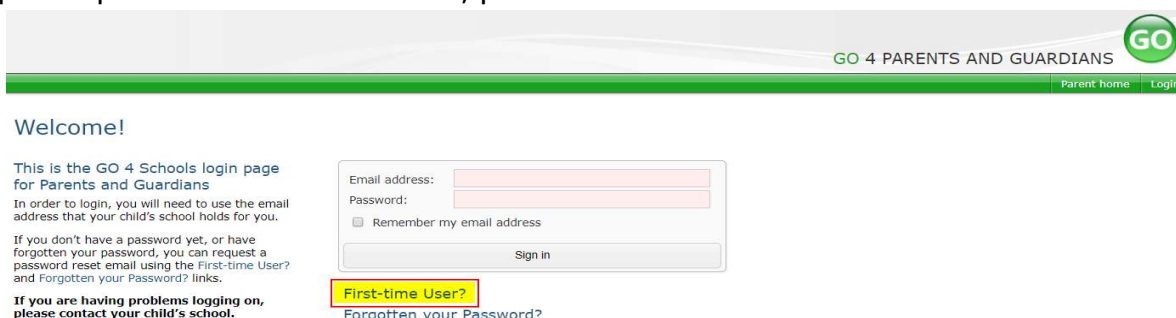 GO 4 PARENTS AND GUARDIANS
GO
Parent home Login
Welcome!
This is the GO 4 Schools login page
for Parents and Guardians
In order to login, you will need to use the email
address that your child's school holds for you.
If you don't have a password yet, or have
forgotten your password, you can request a
password reset email using the First-time User?
and Forgotten your Password? links.
If you are having problems logging on,
please contact your child's school.
Email address:
Password:
Remember my email address
Sign in
First-time User?
Forgotten your Password?